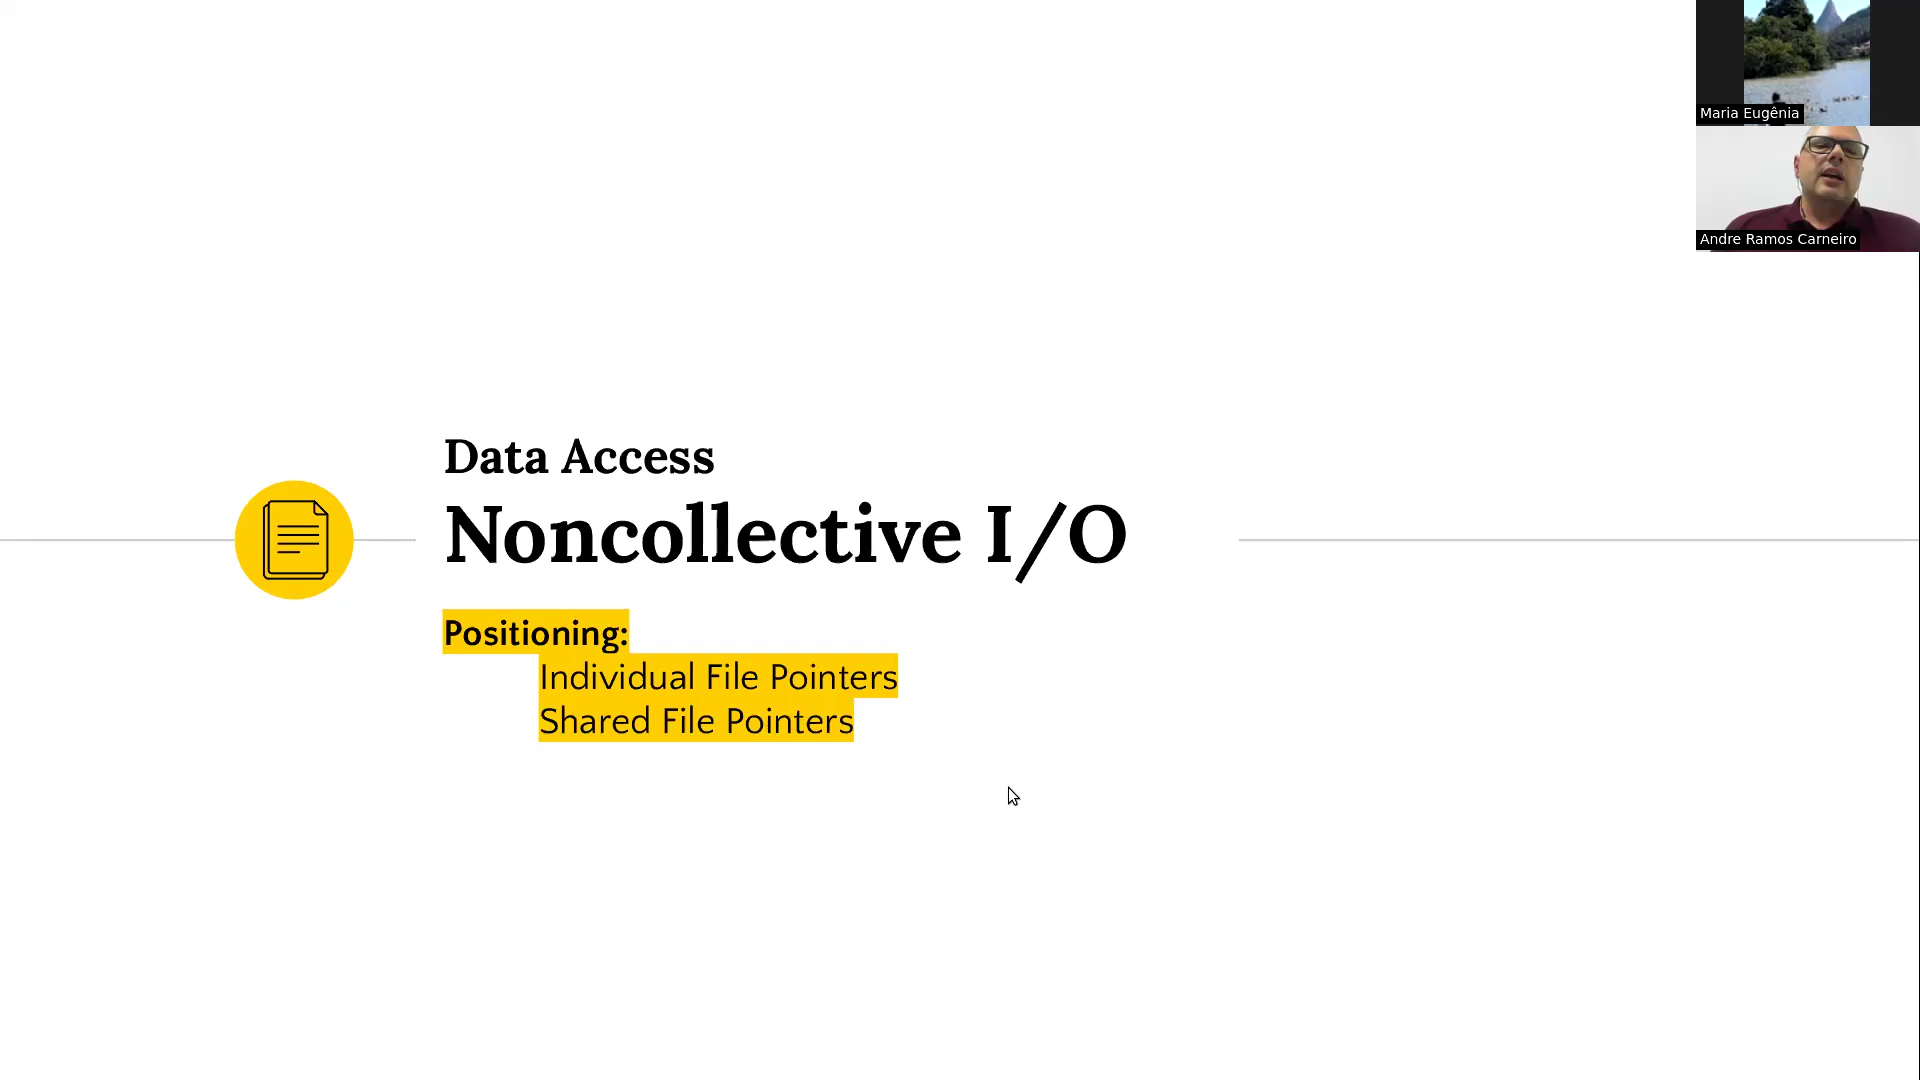 Maria Eugênia
Andre Ramos Carneiro
Data Access
Noncollective I/O
Positioning:
Individual File Pointers
Shared File Pointers